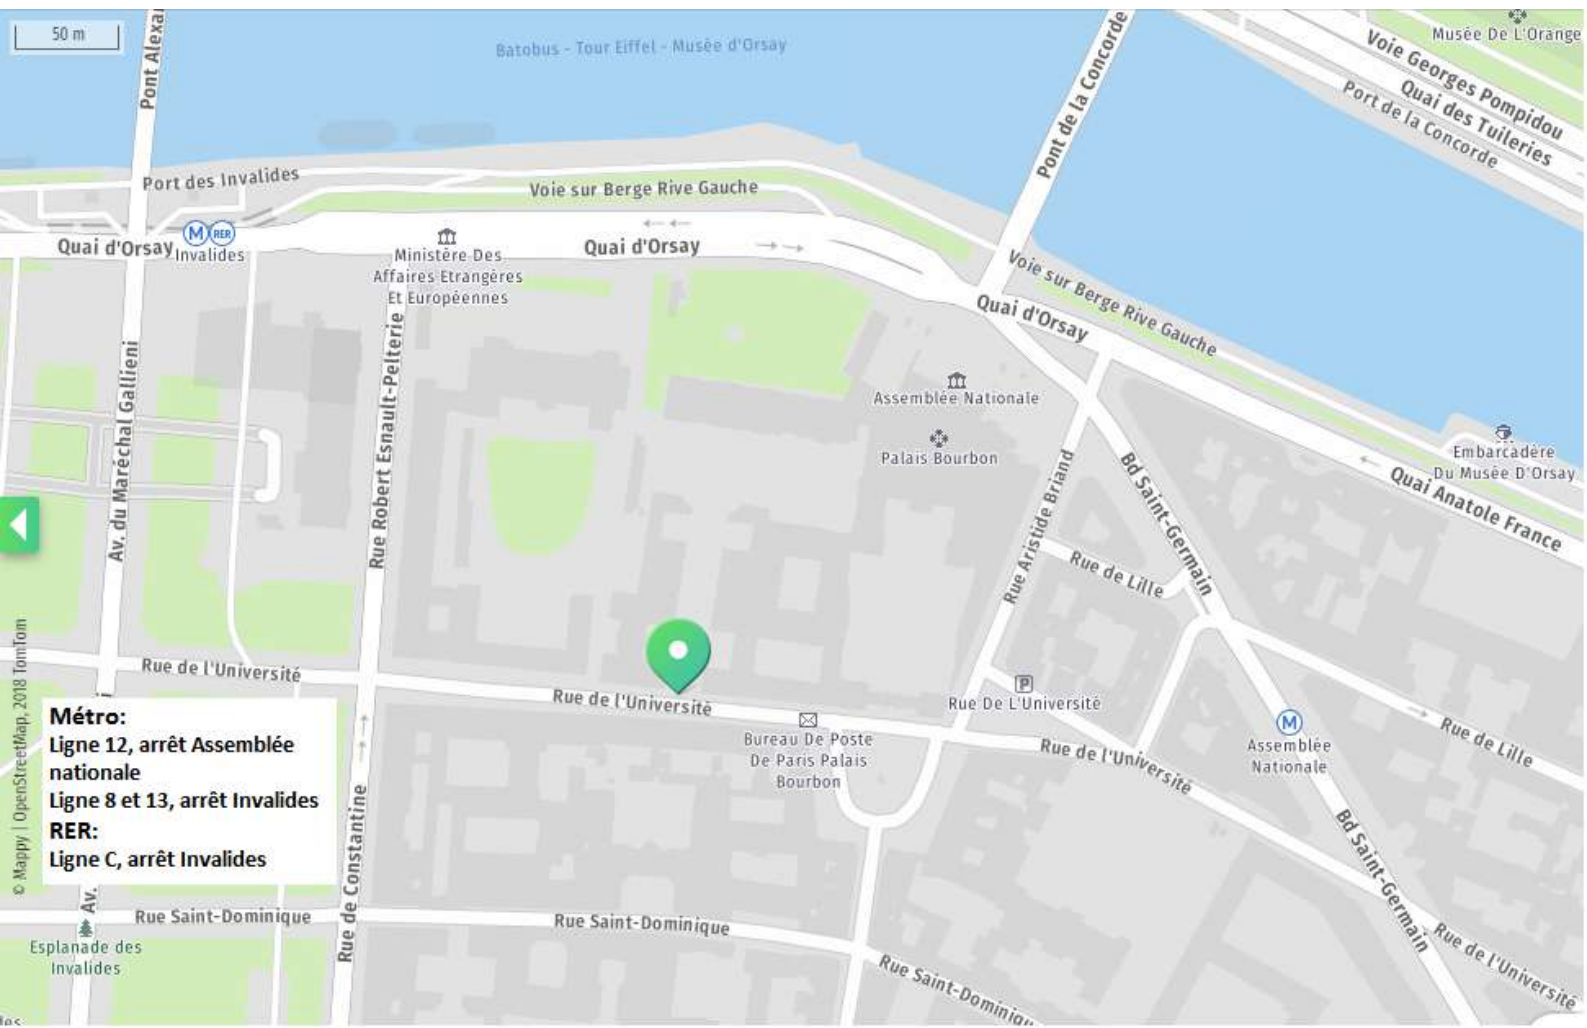 50 m
Pont Alexa
Batobus - Tour Eiffel - Musée d'Orsay
Pont de la Concorde
Musée De L'Orange
Voie Georges Pompidou
Quai des Tuileries
Port de la Concorde
Port des Invalides
Voie sur Berge Rive Gauche
M RER
Invalides
Quai d'Orsay
Ministère Des
Affaires Etrangères
Et Européennes
Quai d'Orsay
Voie sur Berge Rive Gauche
Quai d'Orsay
Assemblée Nationale
Palais Bourbon
Av. du Maréchal Gallieni
Rue Robert Esnault-Pelterie
Rue Aristide Briand
Bd Saint-Germain
Embarcadère
Du Musée D'Orsay
Quai Anatole France
Rue de Lille
Rue de l'Université
Rue de l'Université
P
Rue De L'Université
Bureau De Poste
De Paris Palais
Bourbon
Rue de l'Université
M
Assemblée
Nationale
Rue de Lille
Métro:
Ligne 12, arrêt Assemblée
nationale
Ligne 8 et 13, arrêt Invalides
RER:
Ligne C, arrêt Invalides
© Mappy | OpenStreetMap, 2018 TomTom
Av.
i
Rue de Constantine
Bd Saint-Germain
Rue Saint-Dominique
Rue Saint-Dominique
Rue Saint-Dominiqu
Rue de l'Université
Esplanade des
Invalides
des